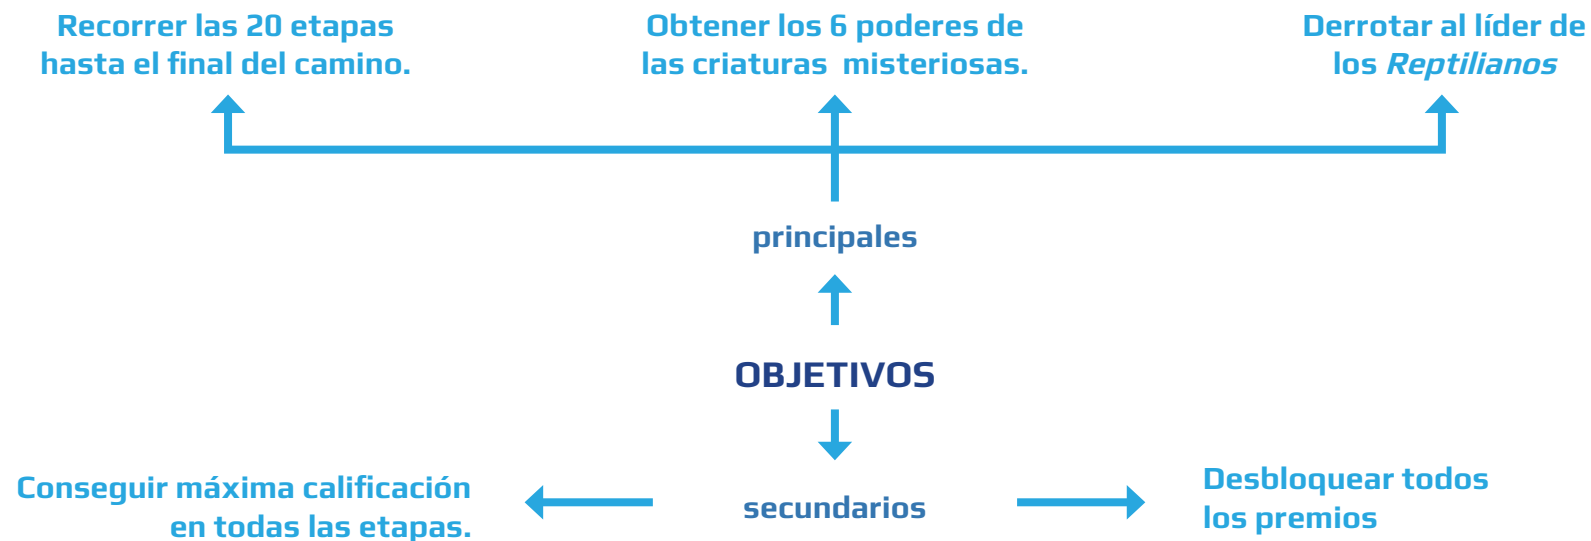 Recorrer las 20 etapas
hasta el final del camino.
Obtener los 6 poderes de
las criaturas misteriosas.
Derrotar al líder de
los Reptilianos
principales
OBJETIVOS
secundarios
Conseguir máxima calificación
en todas las etapas.
Desbloquear todos
los premios